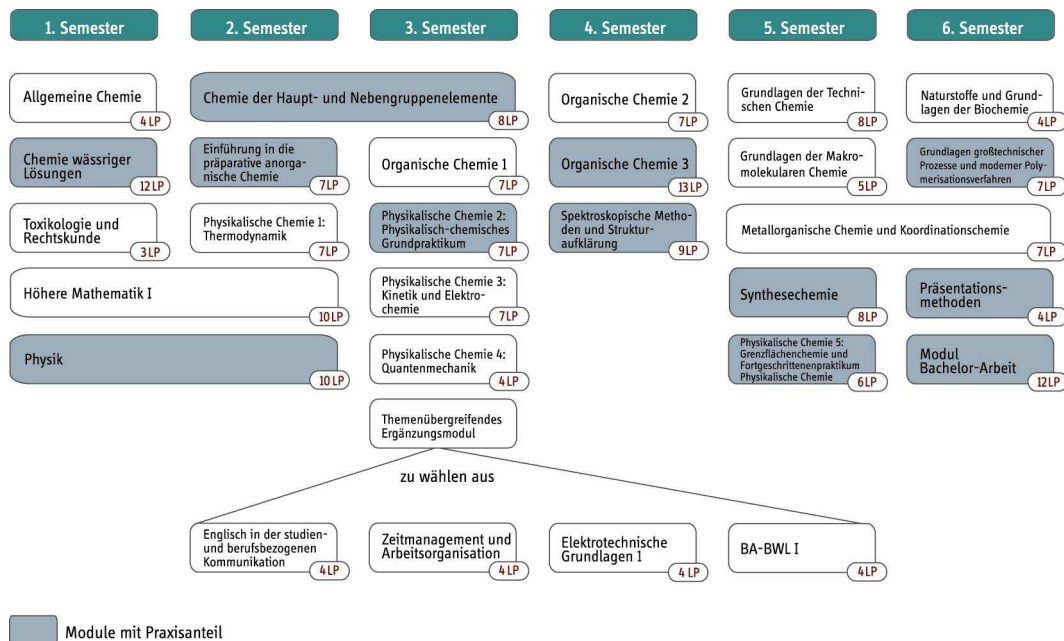 1. Semester
2. Semester
3. Semester
4. Semester
5. Semester
6. Semester
Allgemeine Chemie
4 LP
Chemie der Haupt- und Nebengruppenelemente
8 LP
Organische Chemie 2
7 LP
Grundlagen der Techni-
schen Chemie
8 LP
Naturstoffe und Grund-
lagen der Biochemie
4 LP
Chemie wässriger
Lösungen
12 LP
Einführung in die
präparative anorga-
nische Chemie
7 LP
Organische Chemie 1
7 LP
Organische Chemie 3
13 LP
Grundlagen der Makro-
molekularen Chemie
5 LP
Grundlagen großtechnischer
Prozesse und moderner Poly-
merisationsverfahren
7 LP
Toxikologie und
Rechtskunde
3 LP
Physikalische Chemie 1:
Thermodynamik
7 LP
Physikalische Chemie 2:
Physikalisch-chemisches
Grundpraktikum
7 LP
Spektroskopische Metho-
den und Struktur-
aufklärung
9 LP
Metallorganische Chemie und Koordinationschemie
7 LP
Höhere Mathematik I
10 LP
Physikalische Chemie 3:
Kinetik und Elektro-
chemie
7 LP
Synthesechemie
8 LP
Präsentations-
methoden
4 LP
Physik
10 LP
Physikalische Chemie 4:
Quantenmechanik
4 LP
Physikalische Chemie 5:
Grenzflächenchemie und
Fortgeschrittenenpraktikum
Physikalische Chemie
6 LP
Modul
Bachelor-Arbeit
12 LP
Themenübergreifendes
Ergänzungsmodul
zu wählen aus
Englisch in der studien-
und berufsbezogenen
Kommunikation
4 LP
Zeitmanagement und
Arbeitsorganisation
4 LP
Elektrotechnische
Grundlagen 1
4 LP
BA-BWL I
4 LP
Module mit Praxisanteil